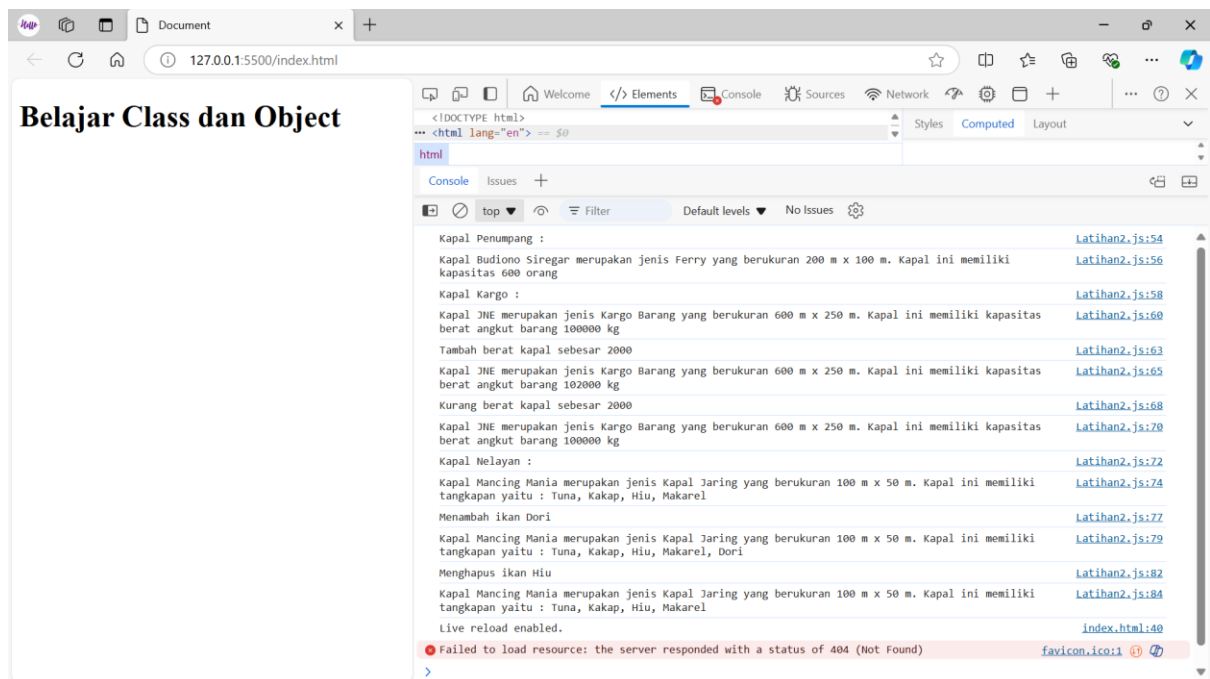 Hello
Document
127.0.0.1:5500/index.html
Belajar Class dan Object
Welcome </> Elements Console Sources Network
<!DOCTYPE html>
••• <html lang="en"> == $0
html
Styles Computed Layout
Console Issues
top ▼ Filter Default levels ▼ No Issues
Kapal Penumpang : Latihan2.js:54
Kapal Budiono Siregar merupakan jenis Ferry yang berukuran 200 m x 100 m. Kapal ini memiliki Latihan2.js:56
kapasitas 600 orang
Kapal Kargo : Latihan2.js:58
Kapal JNE merupakan jenis Kargo Barang yang berukuran 600 m x 250 m. Kapal ini memiliki kapasitas Latihan2.js:60
berat angkut barang 100000 kg
Tambah berat kapal sebesar 2000 Latihan2.js:63
Kapal JNE merupakan jenis Kargo Barang yang berukuran 600 m x 250 m. Kapal ini memiliki kapasitas Latihan2.js:65
berat angkut barang 102000 kg
Kurang berat kapal sebesar 2000 Latihan2.js:68
Kapal JNE merupakan jenis Kargo Barang yang berukuran 600 m x 250 m. Kapal ini memiliki kapasitas Latihan2.js:70
berat angkut barang 100000 kg
Kapal Nelayan : Latihan2.js:72
Kapal Mancing Mania merupakan jenis Kapal Jaring yang berukuran 100 m x 50 m. Kapal ini memiliki Latihan2.js:74
tangkapan yaitu : Tuna, Kakap, Hiu, Makarel
Menambah ikan Dori Latihan2.js:77
Kapal Mancing Mania merupakan jenis Kapal Jaring yang berukuran 100 m x 50 m. Kapal ini memiliki Latihan2.js:79
tangkapan yaitu : Tuna, Kakap, Hiu, Makarel, Dori
Menghapus ikan Hiu Latihan2.js:82
Kapal Mancing Mania merupakan jenis Kapal Jaring yang berukuran 100 m x 50 m. Kapal ini memiliki Latihan2.js:84
tangkapan yaitu : Tuna, Kakap, Hiu, Makarel
Live reload enabled. index.html:40
Failed to load resource: the server responded with a status of 404 (Not Found) favicon.ico:1